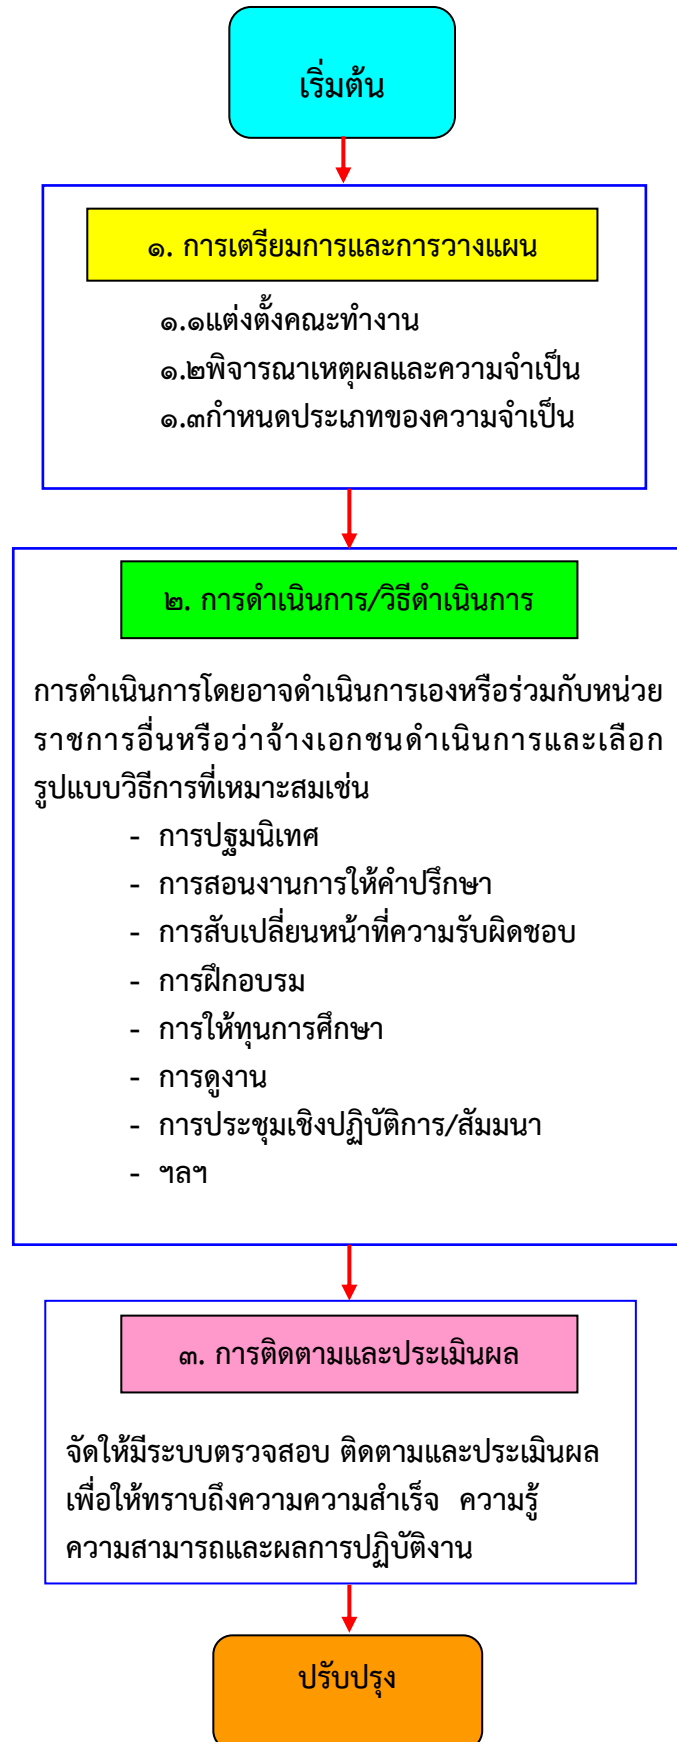 เริ่มต้น
๑. การเตรียมการและการวางแผน
๑.๑แต่งตั้งคณะทำงาน
๑.๒พิจารณาเหตุผลและความจำเป็น
๑.๓กำหนดประเภทของความจำเป็น
๒. การดำเนินการ/วิธีดำเนินการ
การดำเนินการโดยอาจดำเนินการเองหรือร่วมกับหน่วย
ราชการอื่นหรือว่าจ้างเอกชนดำเนินการและเลือก
รูปแบบวิธีการที่เหมาะสมเช่น
- การปฐมนิเทศ
- การสอนงานการให้คำปรึกษา
- การสับเปลี่ยนหน้าที่ความรับผิดชอบ
- การฝึกอบรม
- การให้ทุนการศึกษา
- การดูงาน
- การประชุมเชิงปฏิบัติการ/สัมมนา
- ฯลฯ
๓. การติดตามและประเมินผล
จัดให้มีระบบตรวจสอบ ติดตามและประเมินผล
เพื่อให้ทราบถึงความความสำเร็จ ความรู้
ความสามารถและผลการปฏิบัติงาน
ปรับปรุง